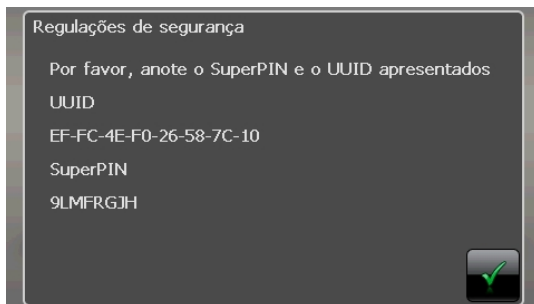 Regulações de segurança
Por favor, anote o SuperPIN e o UUID apresentados
UUID
EF-FC-4E-F0-26-58-7C-10
SuperPIN
9LMFRGJH